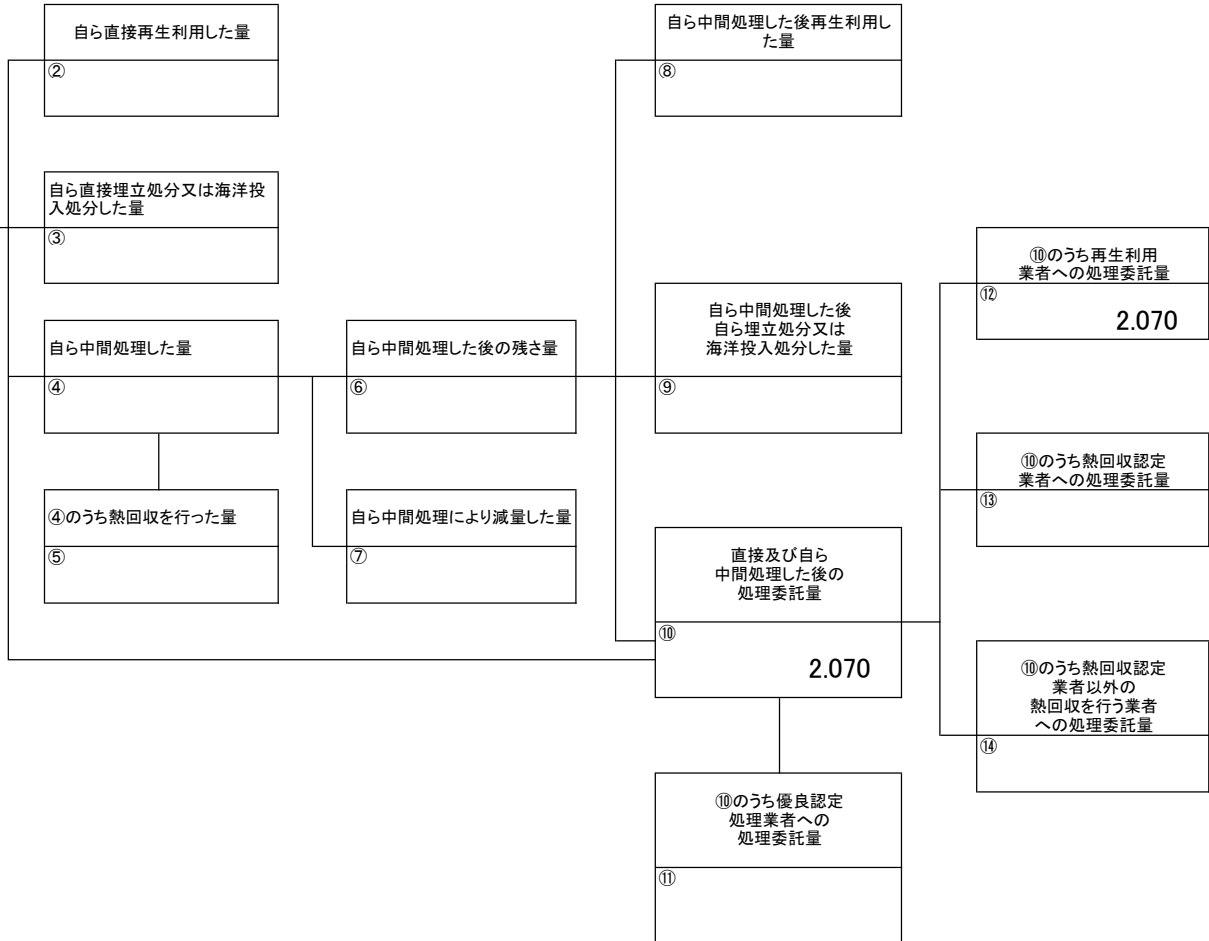 自ら直接再生利用した量
②
自ら直接埋立処分又は海洋投
入処分した量
③
自ら中間処理した量
④
④のうち熱回収を行った量
⑤
自ら中間処理した後の残さ量
⑥
自ら中間処理により減量した量
⑦
自ら中間処理した後再生利用し
た量
⑧
自ら中間処理した後
自ら埋立処分又は
海洋投入処分した量
⑨
直接及び自ら
中間処理した後の
処理委託量
⑩
2.070
⑩のうち優良認定
処理業者への
処理委託量
⑪
⑩のうち再生利用
業者への処理委託量
⑫
2.070
⑩のうち熱回収認定
業者への処理委託量
⑬
⑩のうち熱回収認定
業者以外の
熱回収を行う業者
への処理委託量
⑭